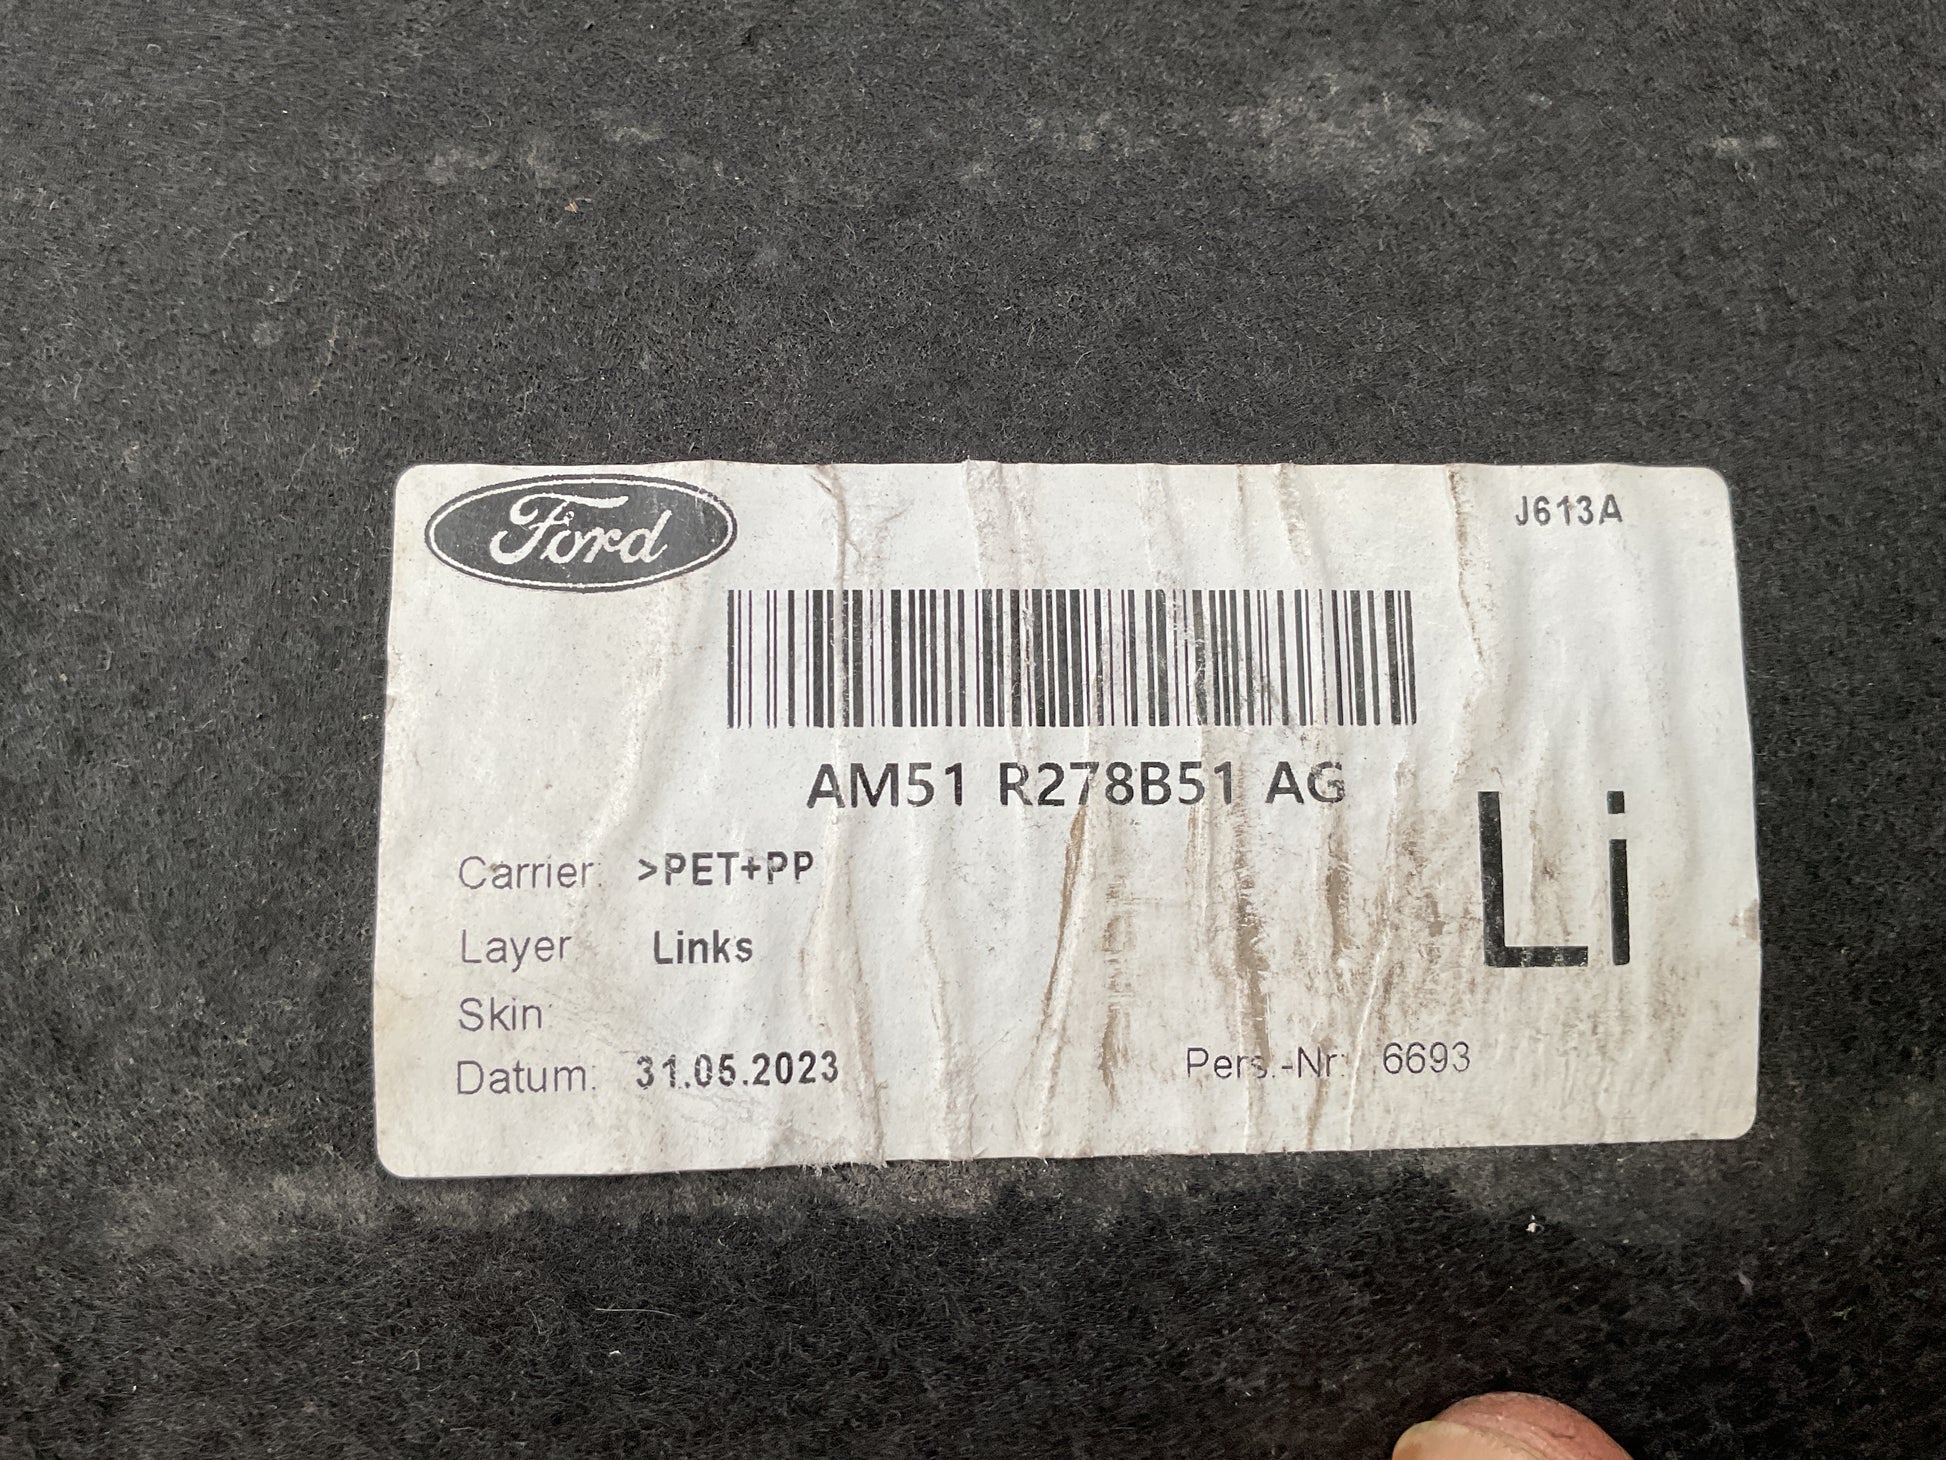 Ford
J613A
AM51 R278B51 AG
Li
Carrier: >PET+PP
Layer Links
Skin:
Datum: 31.05.2023
Pers.-Nr: 6693